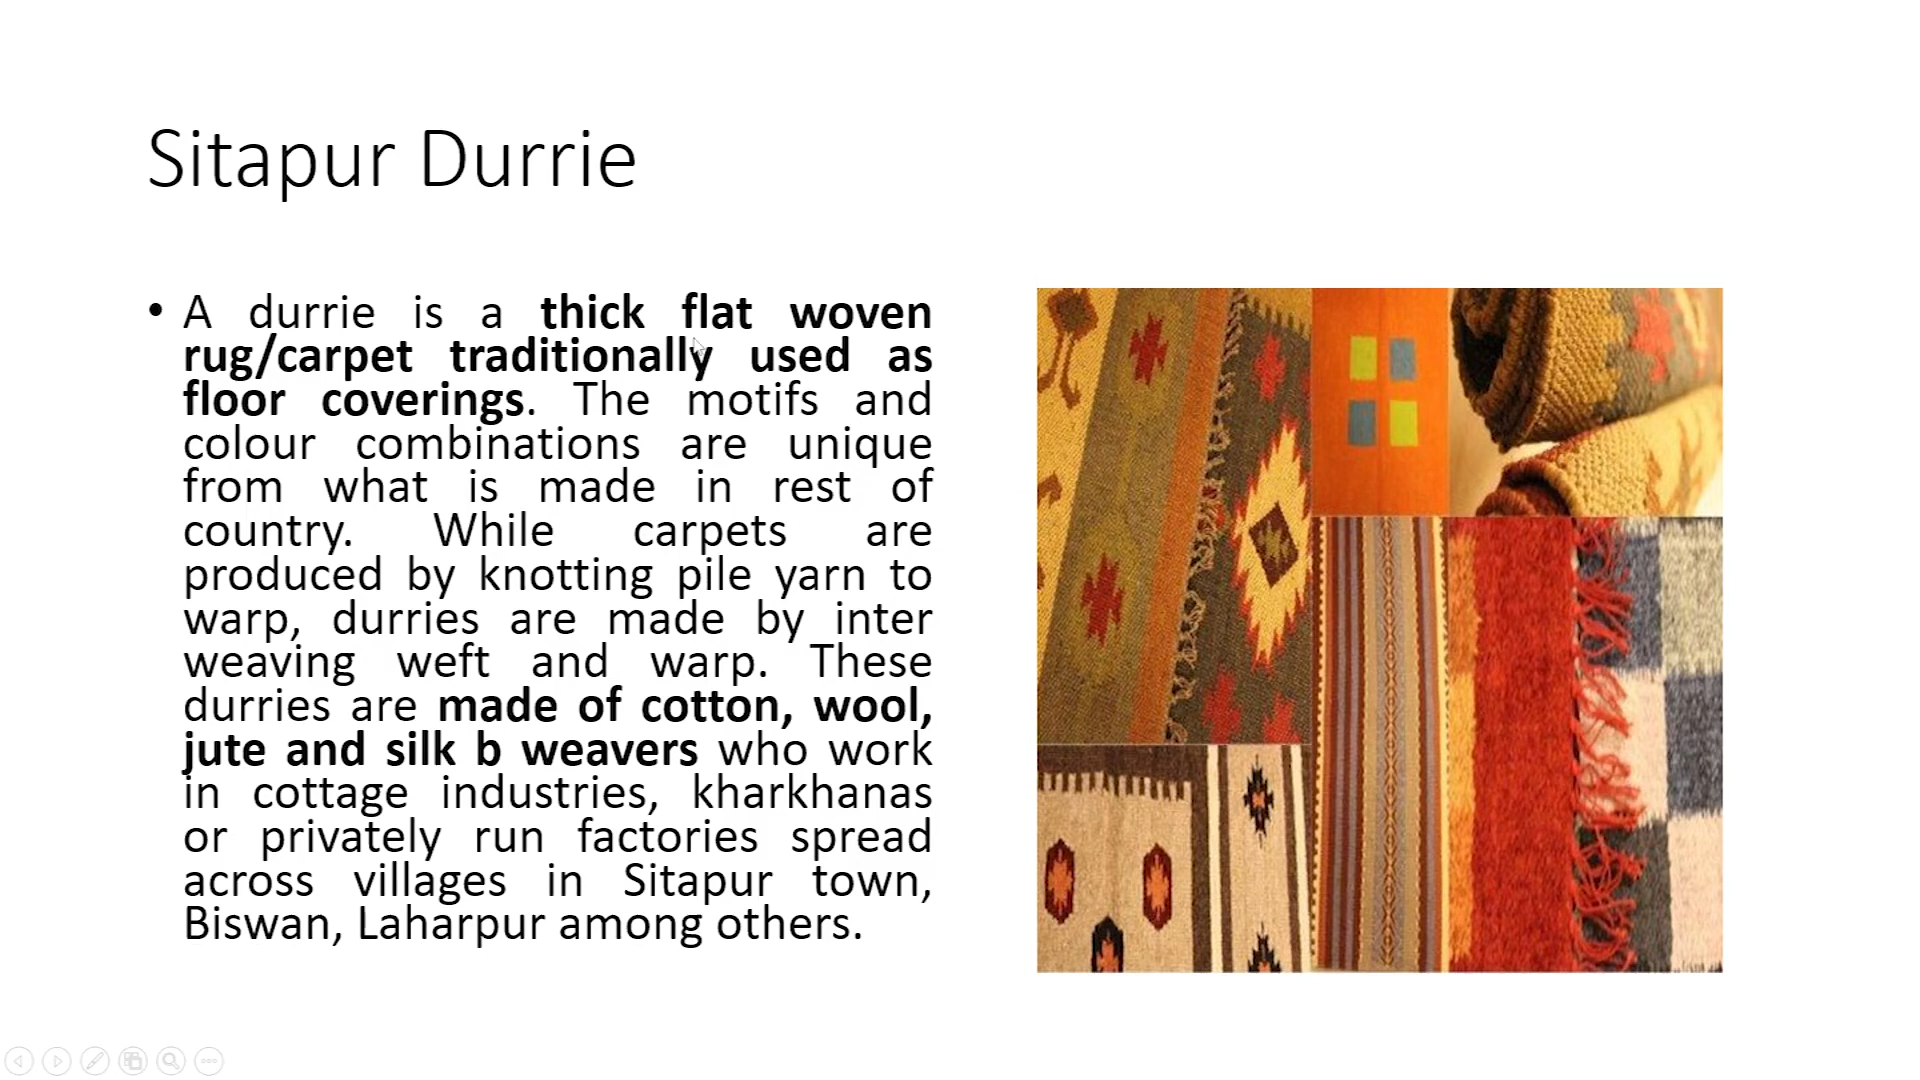 Sitapur Durrie
• A durrie is a thick flat woven
rug/carpet traditionally used as
floor coverings. The motifs and
colour combinations are unique
from what is made in rest of
country. While carpets are
produced by knotting pile yarn to
warp, durries are made by inter
weaving weft and warp. These
durries are made of cotton, wool,
jute and silk b weavers who work
in cottage industries, kharkhanas
or privately run factories spread
across villages in Sitapur town,
Biswan, Laharpur among others.